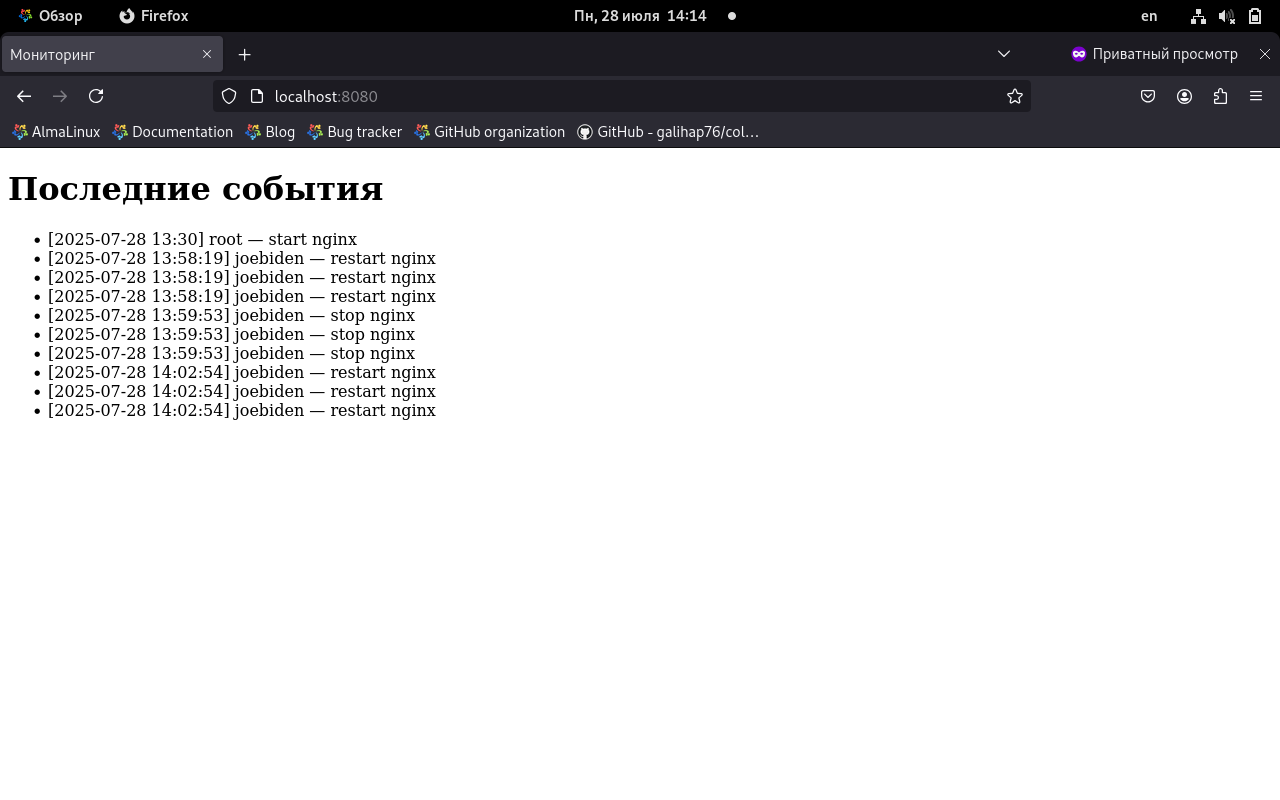 Обзор Firefox Пн, 28 июля 14:14 en
Мониторинг Приватный просмотр
localhost:8080
AlmaLinux Documentation Blog Bug tracker GitHub organization GitHub - galihap76/col…
Последние события
• [2025-07-28 13:30] root — start nginx
• [2025-07-28 13:58:19] joebiden — restart nginx
• [2025-07-28 13:58:19] joebiden — restart nginx
• [2025-07-28 13:58:19] joebiden — restart nginx
• [2025-07-28 13:59:53] joebiden — stop nginx
• [2025-07-28 13:59:53] joebiden — stop nginx
• [2025-07-28 13:59:53] joebiden — stop nginx
• [2025-07-28 14:02:54] joebiden — restart nginx
• [2025-07-28 14:02:54] joebiden — restart nginx
• [2025-07-28 14:02:54] joebiden — restart nginx